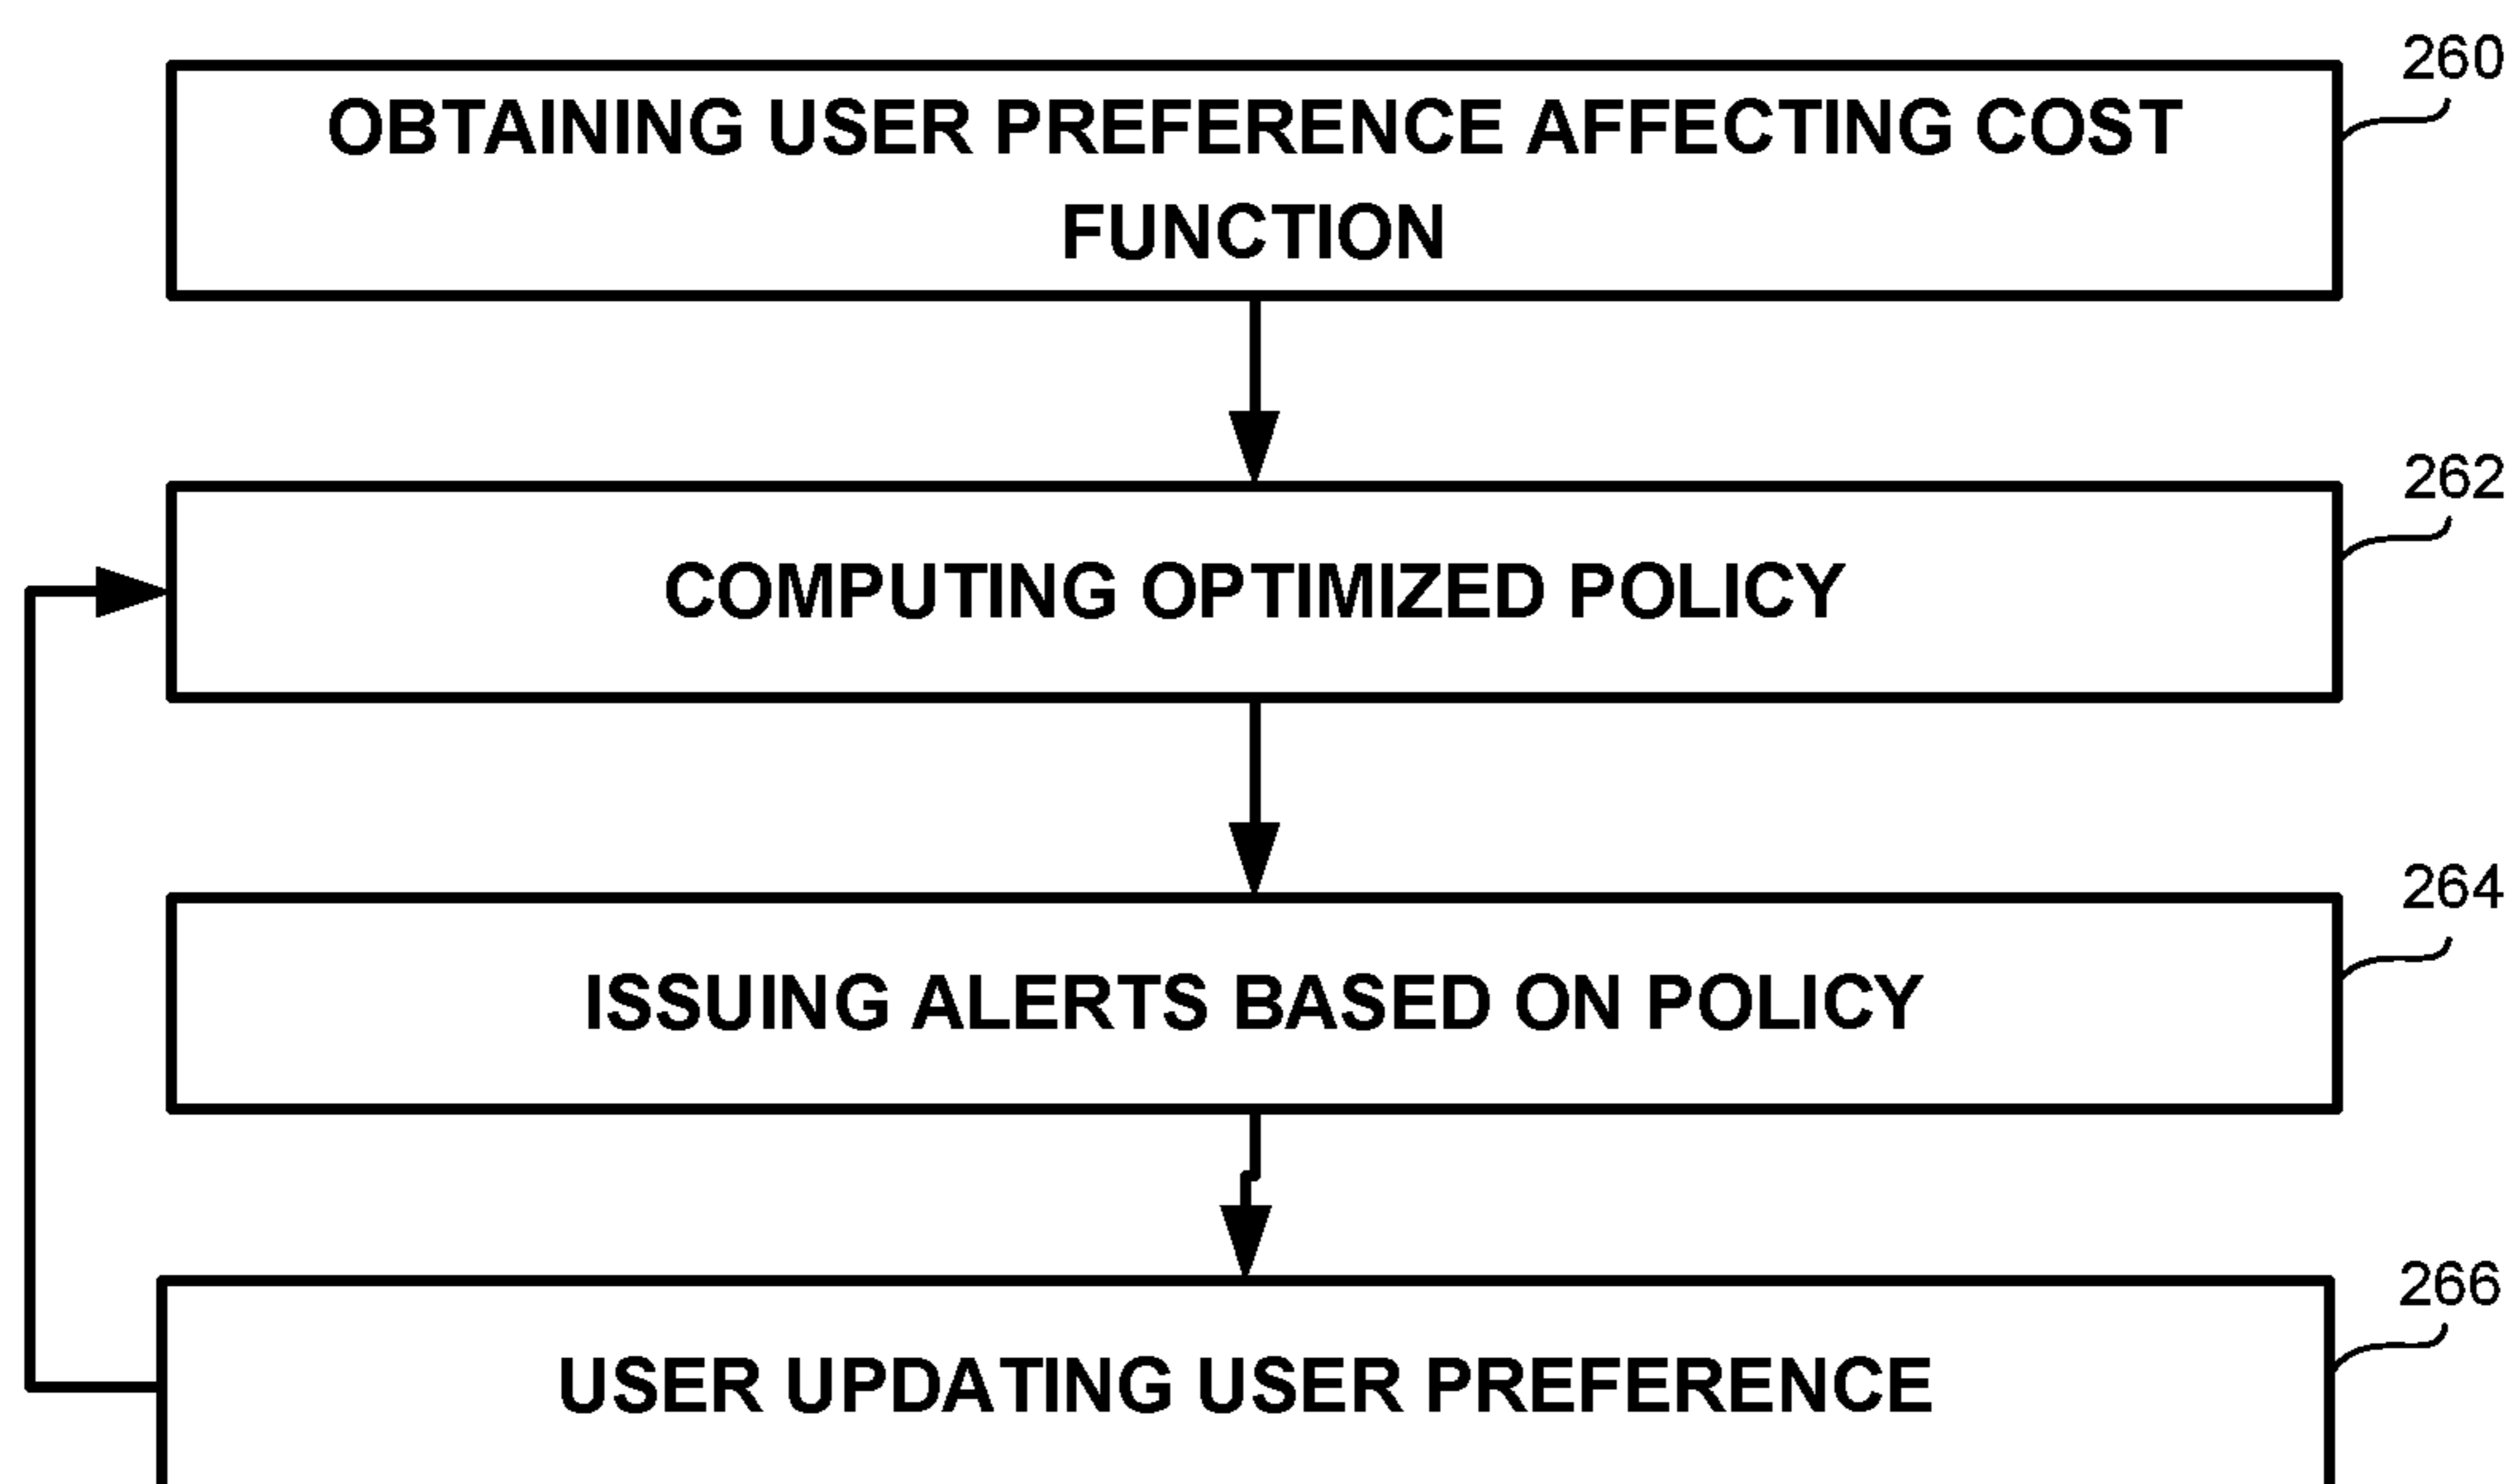 260
OBTAINING USER PREFERENCE AFFECTING COST
FUNCTION
262
COMPUTING OPTIMIZED POLICY
264
ISSUING ALERTS BASED ON POLICY
266
USER UPDATING USER PREFERENCE